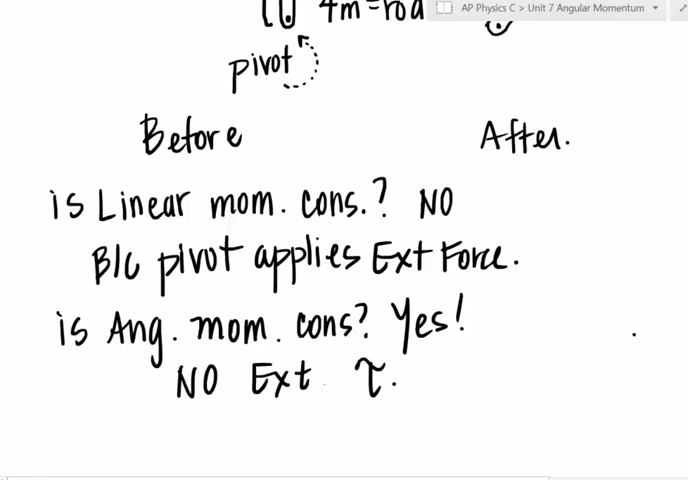 AP Physics C > Unit 7 Angular Momentum
4m = rod
pivot
Before
After.
is Linear mom. cons.? NO
B/c pivot applies Ext Force.
is Ang. mom. cons? Yes!
NO Ext τ.